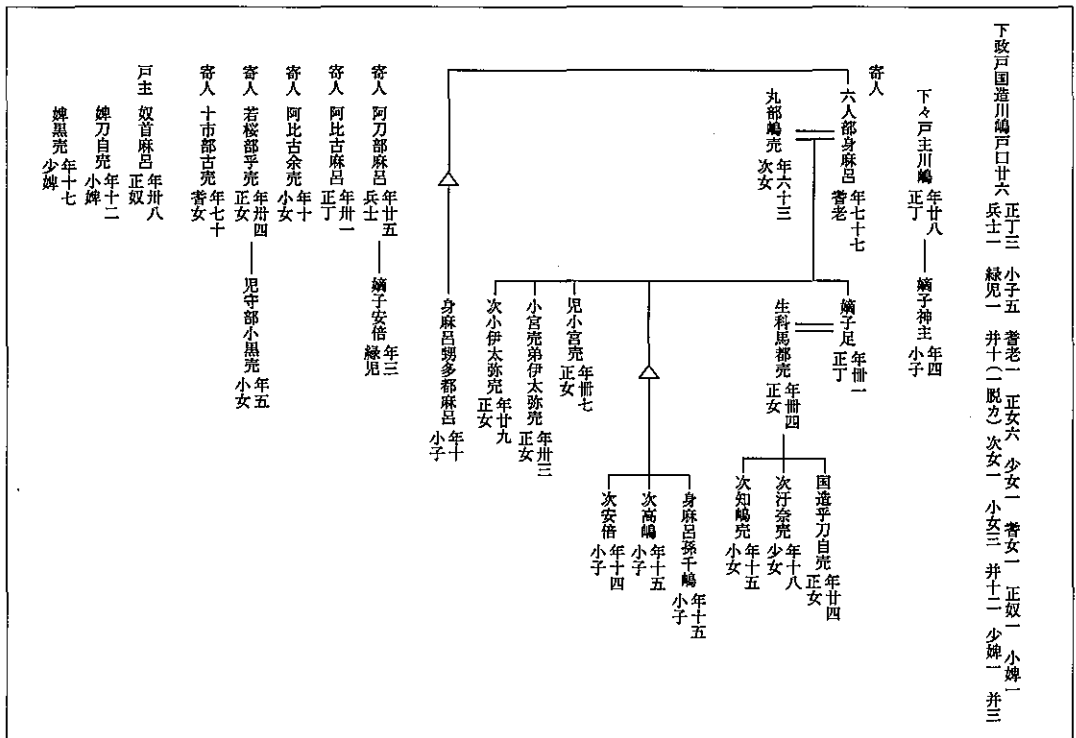 下政戸国造川嶋戸口廿六
正丁三 小子五 耆老一 正女六 少女一 耆女一 正奴一 小婢一
兵士一 緑児一 并十(一脱カ) 次女一 小女三 并十二 少婢一 并三
下々戸主川嶋 年廿八 正丁
嫡子神主 年四 小子
寄人
六人部身麻呂 年七十七 耆老
丸部嶋売 年六十三 次女
嫡子足 年卅一 正丁
生科馬都売 年卌四 正女
国造乎刀自売 年廿四 正女
次汙奈売 年十八 少女
次知嶋売 年十五 小女
身麻呂孫千嶋 年十五 小子
次高嶋 年十五 小子
次安倍 年十四 小子
児小宮売 年卌七 正女
小宮売弟伊太弥売 年卅三 正女
次小伊太弥売 年廿九 正女
身麻呂甥多都麻呂 年十 小子
寄人 阿刀部麻呂 年廿五 兵士
嫡子安倍 年三 緑児
寄人 阿比古麻呂 年卅一 正丁
寄人 阿比古余売 年十 小女
寄人 若桜部乎売 年卅四 正女
児守部小黒売 年五 小女
寄人 十市部古売 年七十 耆女
戸主 奴首麻呂 年卅八 正奴
婢刀自売 年十二 小婢
婢黒売 年十七 少婢